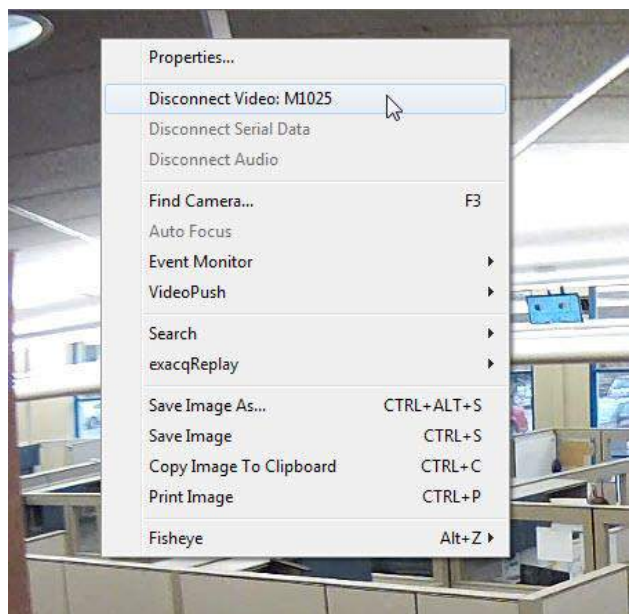 Properties...
Disconnect Video: M1025
Disconnect Serial Data
Disconnect Audio
Find Camera... F3
Auto Focus
Event Monitor
VideoPush
Search
exacqReplay
Save Image As... CTRL+ALT+S
Save Image CTRL+S
Copy Image To Clipboard CTRL+C
Print Image CTRL+P
Fisheye Alt+Z